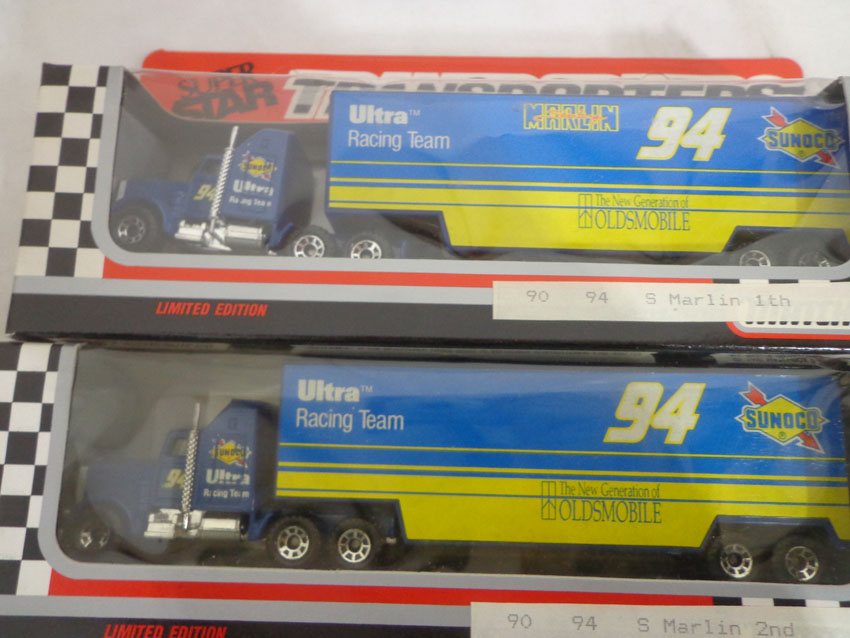 SUPER STAR TRANSPORTERS
Ultra™
Racing Team
MARLIN
94
SUNOCO
94
SUNOCO
Ultra
Racing Team
The New Generation of
OLDSMOBILE
90 94 S Marlin 1th
LIMITED EDITION
Ultra™
Racing Team
94
SUNOCO
94
SUNOCO
Ultra
Racing Team
The New Generation of
OLDSMOBILE
90 94 S Marlin 2nd
LIMITED EDITION